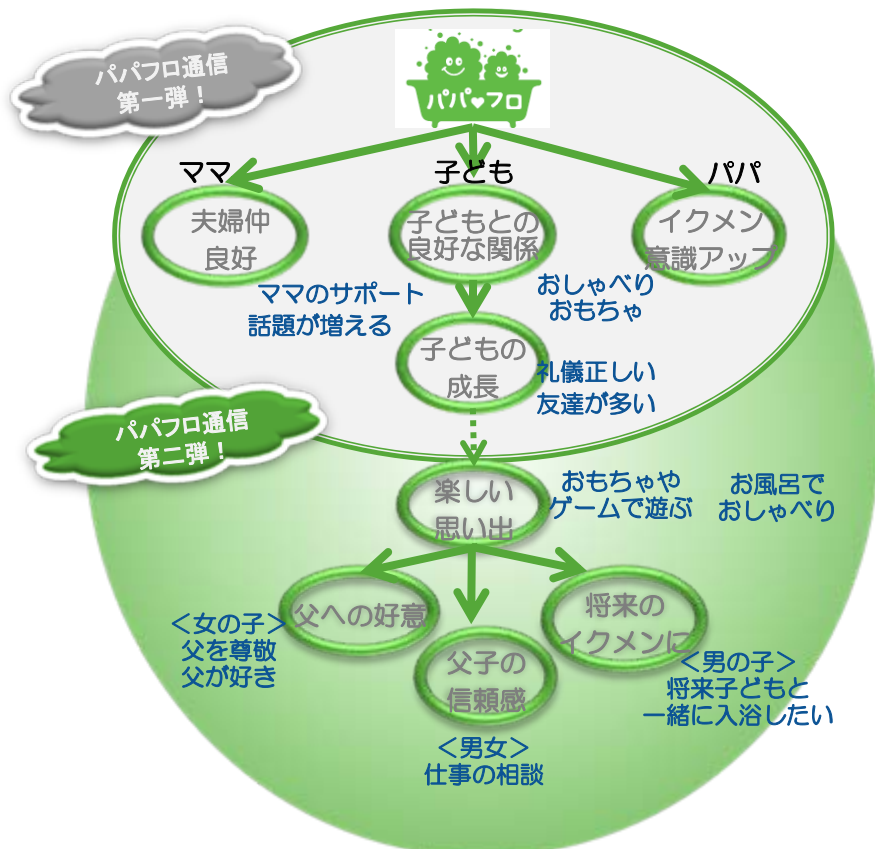 パパフロ通信
第一弾！
パパ♥フロ
ママ
子ども
パパ
夫婦仲
良好
子どもとの
良好な関係
イクメン
意識アップ
ママのサポート
話題が増える
おしゃべり
おもちゃ
子どもの
成長
礼儀正しい
友達が多い
パパフロ通信
第二弾！
楽しい
思い出
おもちゃや
ゲームで遊ぶ
お風呂で
おしゃべり
父への好意
将来の
イクメンに
＜女の子＞
父を尊敬
父が好き
父子の
信頼感
＜男の子＞
将来子どもと
一緒に入浴したい
＜男女＞
仕事の相談